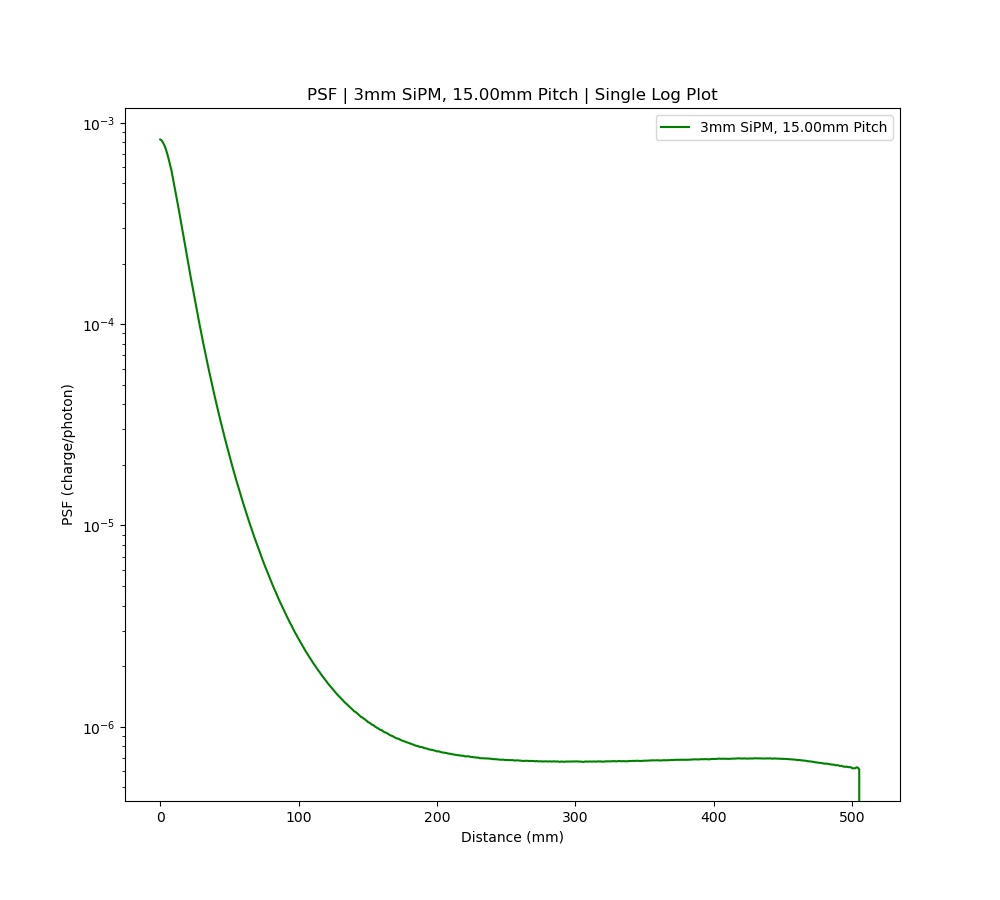 PSF | 3mm SiPM, 15.00mm Pitch | Single Log Plot
3mm SiPM, 15.00mm Pitch
10⁻³
10⁻⁴
10⁻⁵
10⁻⁶
PSF (charge/photon)
0 100 200 300 400 500
Distance (mm)